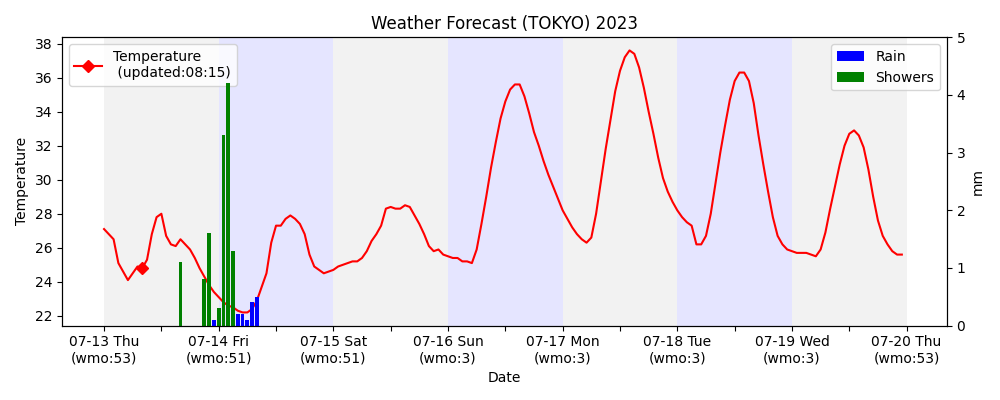 Weather Forecast (TOKYO) 2023
Temperature
(updated:08:15)
Rain
Showers
38
36
34
32
30
28
26
24
22
Temperature
5
4
3
2
1
0
mm
07-13 Thu
(wmo:53)
07-14 Fri
(wmo:51)
07-15 Sat
(wmo:51)
07-16 Sun
(wmo:3)
07-17 Mon
(wmo:3)
07-18 Tue
(wmo:3)
07-19 Wed
(wmo:3)
07-20 Thu
(wmo:53)
Date